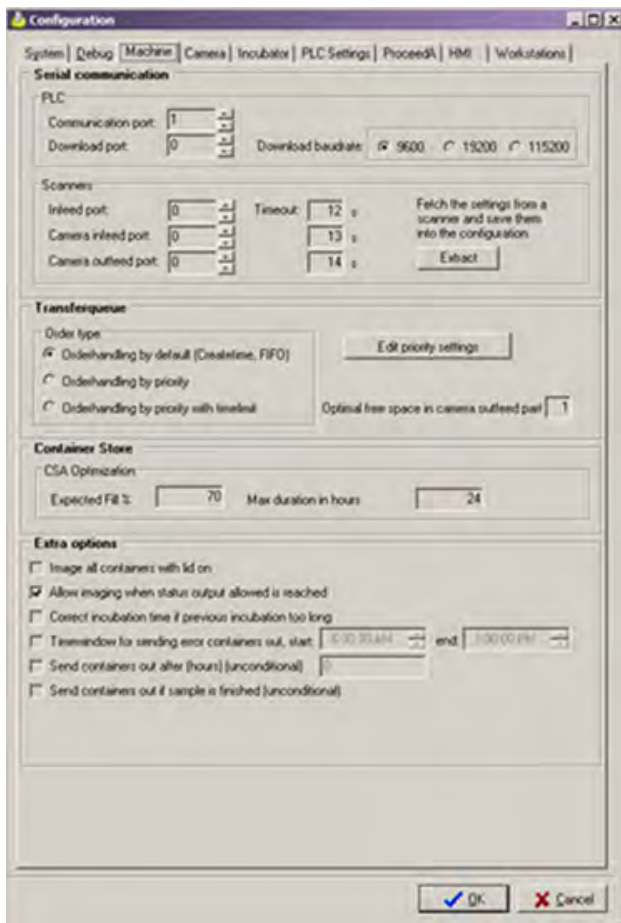 Configuration
System | Debug | Machine | Camera | Incubator | PLC Settings | ProceedA | HMI | Workstations |
Serial communication
PLC
Communication port: 1
Download port: 0 Download baudrate: 9600 19200 115200
Scanners
Infeed port: 0 Timeout: 12 s Fetch the settings from a
Camera infeed port: 0 13 s scanner and save them
into the configuration
Camera outfeed port: 0 14 s Extract
Transferqueue
Order type
Orderhandling by default (Createtime, FIFO) Edit priority settings
Orderhandling by priority
Orderhandling by priority with timelimit Optimal free space in camera outfeed part 1
Container Store
CSA Optimization
Expected Fill % 70 Max duration in hours 24
Extra options
Image all containers with lid on
Allow imaging when status output allowed is reached
Correct incubation time if previous incubation too long
Timewindow for sending error containers out, start: end:
Send containers out after (hours) (unconditional) 0
Send containers out if sample is finished (unconditional)
OK Cancel